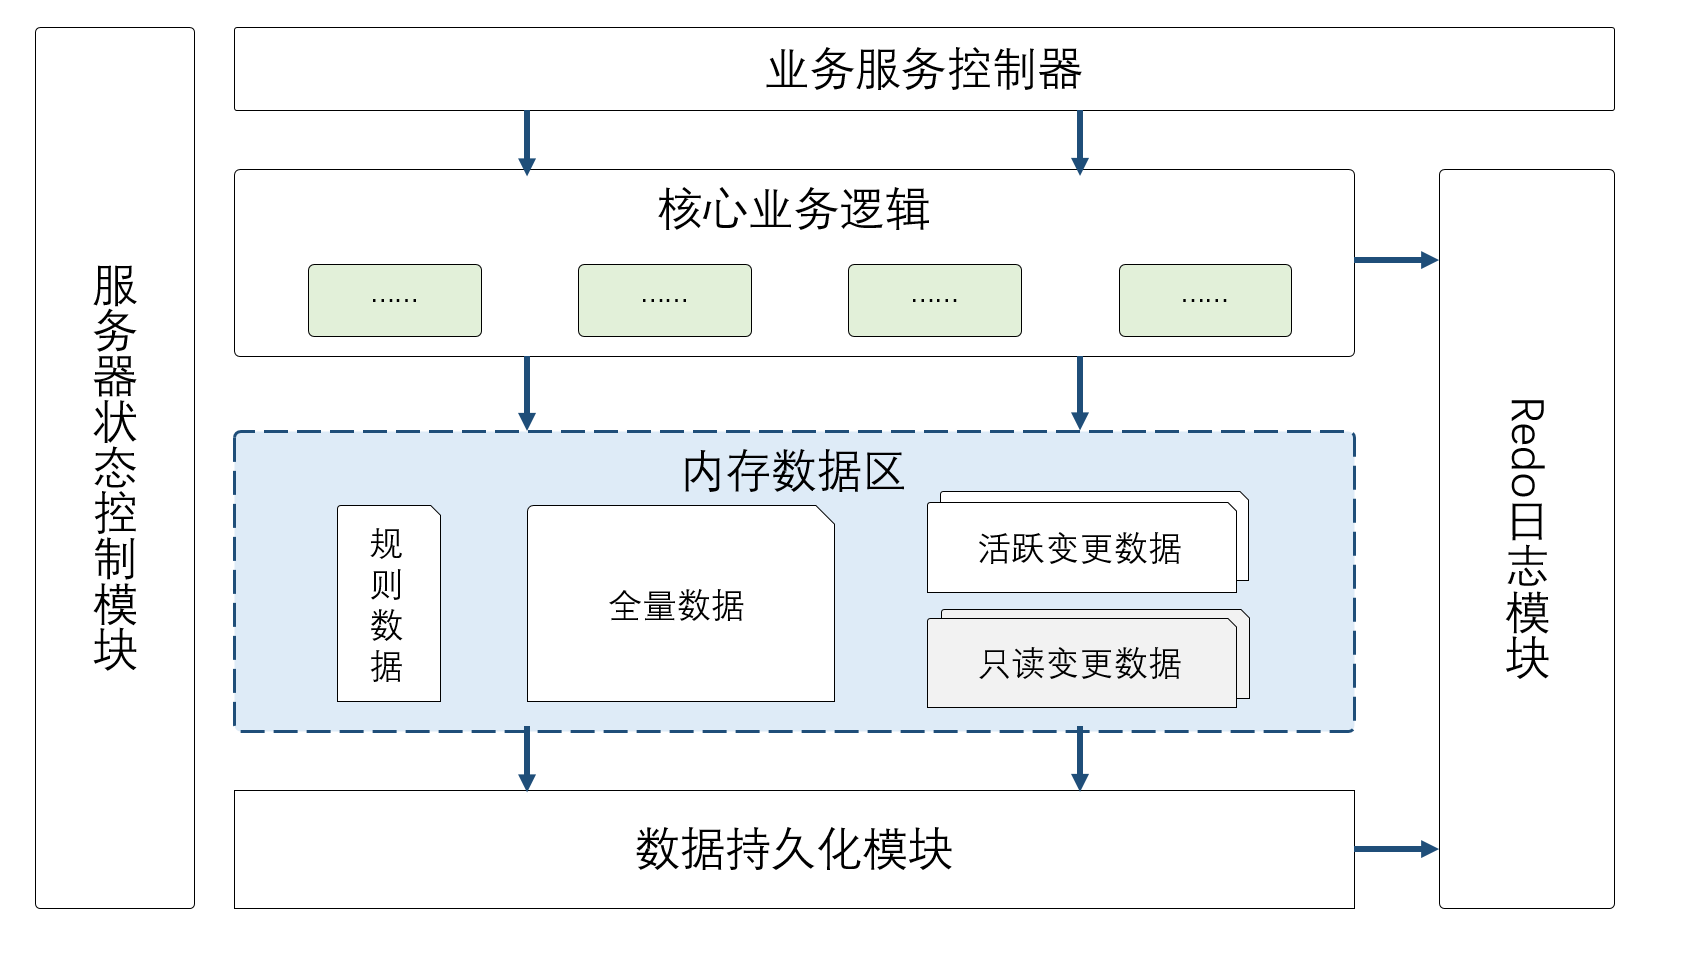 业务服务控制器
服务器状态控制模块
核心业务逻辑
……
……
……
……
Redo日志模块
内存数据区
规则数据
全量数据
活跃变更数据
只读变更数据
数据持久化模块